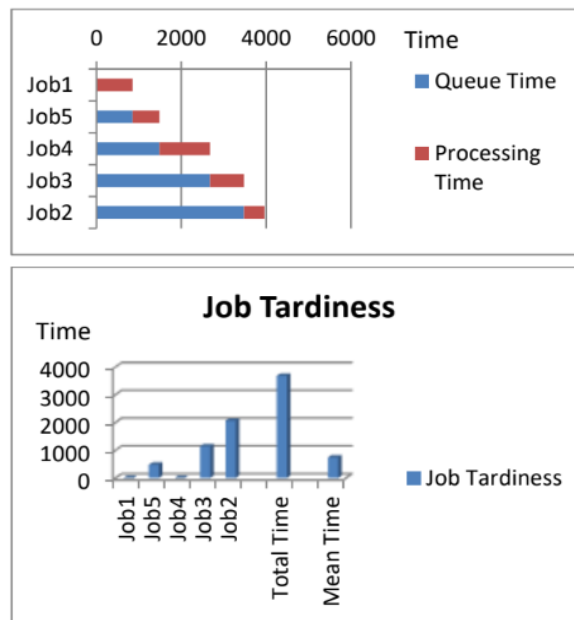 0 2000 4000 6000 Time
Job1
Job5
Job4
Job3
Job2
Queue Time
Processing
Time
Job Tardiness
Time
4000
3000
2000
1000
0
Job1
Job5
Job4
Job3
Job2
Total Time
Mean Time
Job Tardiness